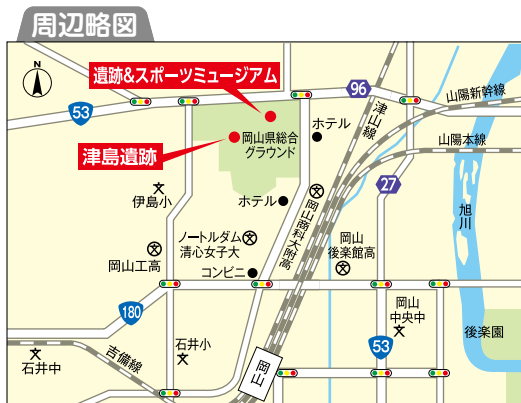 周辺略図
N
遺跡&スポーツミュージアム
53
96
山陽新幹線
津山線
津島遺跡
岡山県総合
グラウンド
ホテル
山陽本線
27
伊島小
ホテル
岡山商科大附高
旭川
岡山工高
ノートルダム
清心女子大
岡山
後楽館高
コンビニ
180
岡山
中央中
後楽園
石井中
吉備線
石井小
53
岡山